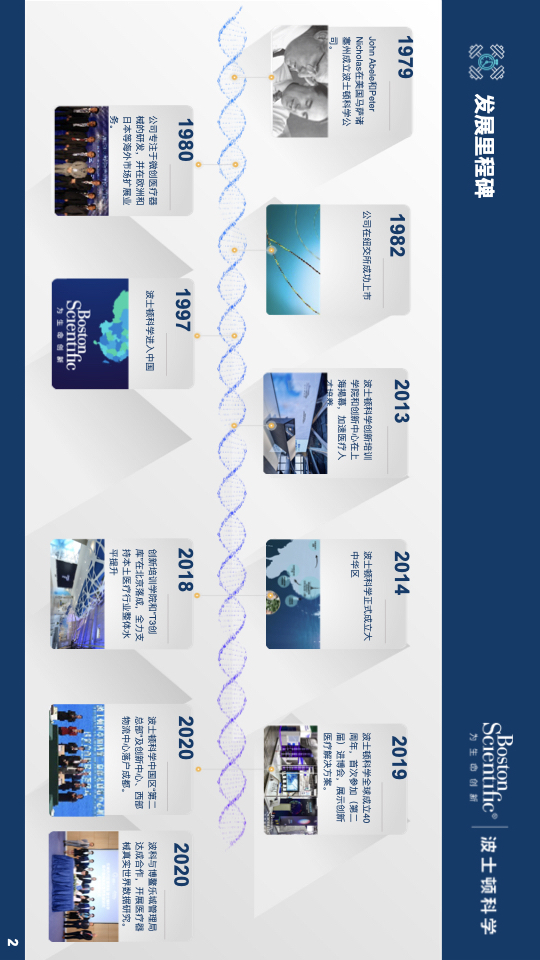 发展里程碑
Boston
Scientific®
为生命创新
波士顿科学
1979
John Abele和Peter
Nicholas在美国马萨诸
塞州成立波士顿科学公
司。
1980
公司专注于微创医疗器
械的研发，并在欧洲和
日本等海外市场扩展业
务。
1982
公司在纽交所成功上市
1997
波士顿科学进入中国
Boston
Scientific
为生命创新
2013
波士顿科学创新培训
学院和创新中心在上
海揭幕，加速医疗人
2014
波士顿科学正式成立大
中华区
2018
创新培训学院和“T3创
库”在北京落成，全力支
持本土医疗行业整体水
平提升
2019
波士顿科学全球成立40
周年，首次参加（第二
届）进博会，展示创新
医疗解决方案。
2020
波士顿科学中国区“第二
总部”及创新中心、西部
物流中心落户成都。
2020
波科与博鳌乐城管理局
达成合作，开展医疗器
械真实世界数据研究。
2